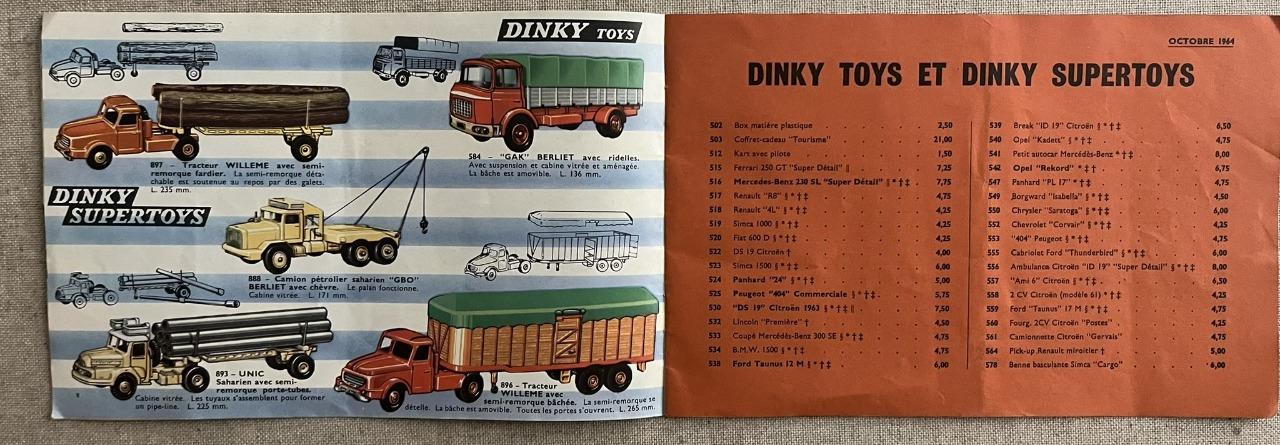 DINKY TOYS
897 – Tracteur WILLEME avec semi-
remorque fardier. La semi-remorque déta-
chable est soutenue au repos par des galets.
L. 235 mm.
584 – "GAK" BERLIET avec ridelles.
Avec suspension et cabine vitrée et aménagée.
La bâche est amovible. L. 136 mm.
DINKY
SUPERTOYS
888 – Camion pétrolier saharien "GBO"
BERLIET avec chèvre. Le palan fonctionne.
Cabine vitrée. L. 171 mm.
893 – UNIC
Saharien avec semi-
remorque porte-tubes.
Cabine vitrée. Les tuyaux s'assemblent pour former
un pipe-line. L. 225 mm.
896 – Tracteur
WILLEME avec
semi-remorque bâchée. La semi-remorque se
dételle. La bâche est amovible. Toutes les portes s'ouvrent. L. 265 mm.
8
OCTOBRE 1964
DINKY TOYS ET DINKY SUPERTOYS
502 Box matière plastique . . . 2,50
503 Coffret-cadeau "Tourisme" . . . 21,00
512 Kart avec pilote . . . 1,50
515 Ferrari 250 GT "Super Détail" ‖ . . . 7,25
516 Mercedes-Benz 230 SL "Super Détail" ‖ * † ‡ . 7,75
517 Renault "R8" § * † ‡ . . . 4,75
518 Renault "4L" § * † ‡ . . . 4,25
519 Simca 1000 § * † ‡ . . . 4,25
520 Fiat 600 D § * † ‡ . . . 4,25
522 DS 19 Citroën † . . . 4,00
523 Simca 1500 § * † ‡ . . . 6,00
524 Panhard "24" § * † ‡ . . . 6,00
525 Peugeot "404" Commerciale § * † ‡ . . . 5,75
530 "DS 19" Citroën 1963 § * † ‡ ‖ . . . 7,50
532 Lincoln "Première" † . . . 4,50
533 Coupé Mercédès-Benz 300 SE § * † ‡ . . . 4,75
534 B.M.W. 1500 § * † ‡ . . . 4,75
538 Ford Taunus 12 M § * † ‡ . . . 6,00
539 Break "ID 19" Citroën § * † ‡ . . . 6,50
540 Opel "Kadett" § * † ‡ . . . 4,75
541 Petit autocar Mercédès-Benz * † ‡ . . . 8,00
542 Opel "Rekord" * ‡ † . . . 6,75
547 Panhard "PL 17" * † ‡ . . . 4,75
549 Borgward "Isabella" § * † ‡ . . . 4,75
550 Chrysler "Saratoga" § * † ‡ . . . 6,00
552 Chevrolet "Corvair" § * † ‡ . . . 4,75
553 "404" Peugeot § * † ‡ . . . 4,75
555 Cabriolet Ford "Thunderbird" § * † ‡ . . . 6,00
556 Ambulance Citroën "ID 19" "Super Détail" § * † ‡ 8,00
557 "Ami 6" Citroën § * † ‡ . . . 4,75
558 2 CV Citroën (modèle 61) * † ‡ . . . 4,25
559 Ford "Taunus" 17 M § * † ‡ . . . 4,75
560 Fourg. 2CV Citroën "Postes" . . . 4,25
561 Camionnette Citroën "Gervais" . . . 4,75
564 Pick-up Renault miroitier † . . . 5,00
578 Benne basculante Simca "Cargo" . . . 6,00